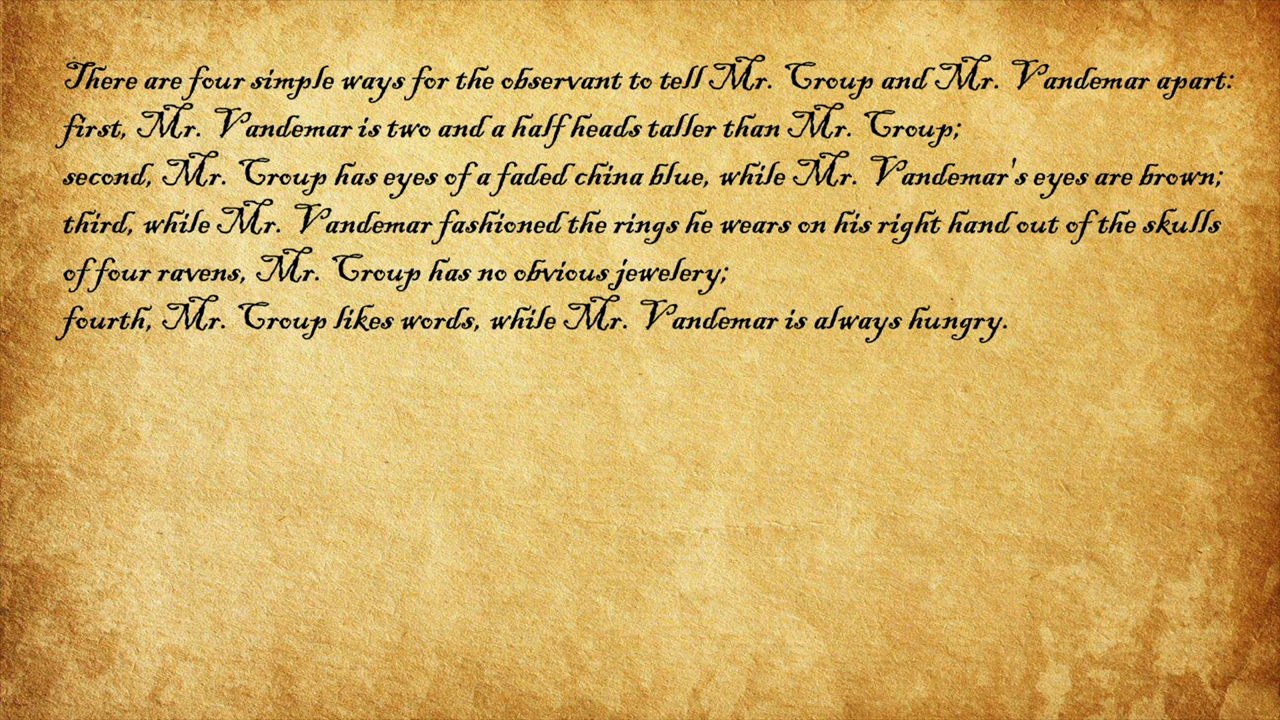 There are four simple ways for the observant to tell Mr. Croup and Mr. Vandemar apart:
first, Mr. Vandemar is two and a half heads taller than Mr. Croup;
second, Mr. Croup has eyes of a faded china blue, while Mr. Vandemar's eyes are brown;
third, while Mr. Vandemar fashioned the rings he wears on his right hand out of the skulls
of four ravens, Mr. Croup has no obvious jewelery;
fourth, Mr. Croup likes words, while Mr. Vandemar is always hungry.